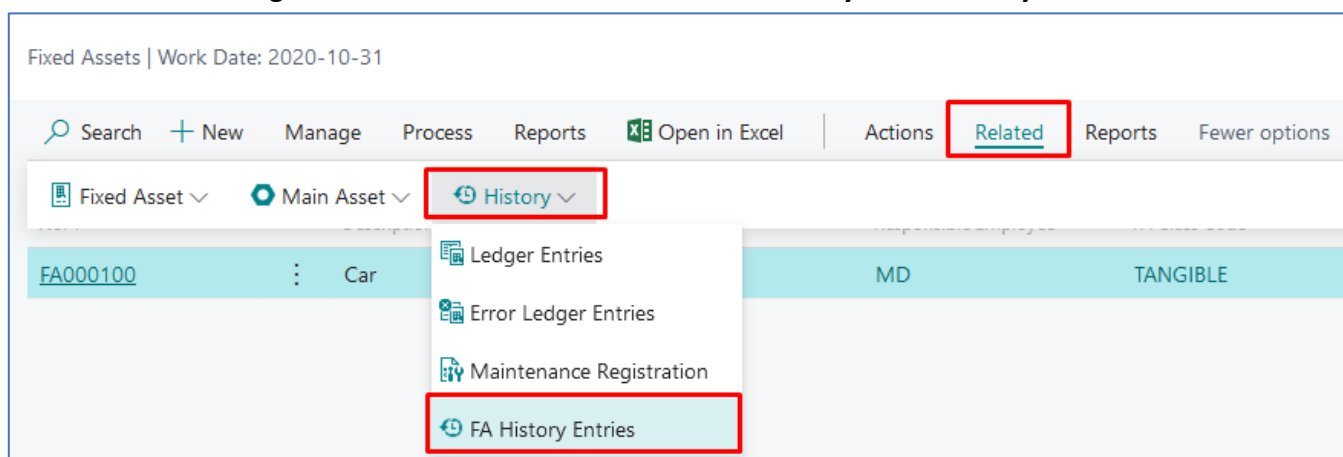 Fixed Assets | Work Date: 2020-10-31
Search + New Manage Process Reports Open in Excel Actions Related Reports Fewer options
Fixed Asset Main Asset History
FA000100 Car MD TANGIBLE
Ledger Entries
Error Ledger Entries
Maintenance Registration
FA History Entries